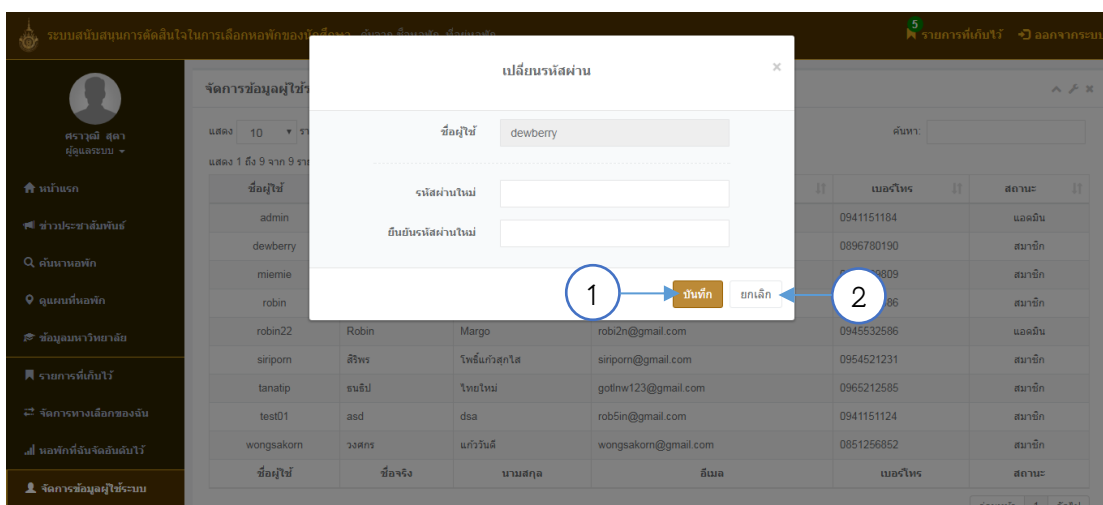 ระบบสนับสนุนการตัดสินใจในการเลือกหอพักของนักศึกษา
5
รายการที่เก็บไว้
ออกจากระบบ
เปลี่ยนรหัสผ่าน
×
ชื่อผู้ใช้ dewberry
รหัสผ่านใหม่
ยืนยันรหัสผ่านใหม่
1 บันทึก ยกเลิก 2
ศราวุฒิ สุดา
ผู้ดูแลระบบ
หน้าแรก
ข่าวประชาสัมพันธ์
ค้นหาหอพัก
ดูแผนที่หอพัก
ข้อมูลมหาวิทยาลัย
รายการที่เก็บไว้
จัดการทางเลือกของฉัน
หอพักที่ฉันจัดอันดับไว้
จัดการข้อมูลผู้ใช้ระบบ
จัดการข้อมูลผู้ใช้
แสดง 10
ค้นหา:
แสดง 1 ถึง 9 จาก 9
ชื่อผู้ใช้ เบอร์โทร สถานะ
admin 0941151184 แอดมิน
dewberry 0896780190 สมาชิก
miemie 9809 สมาชิก
robin 86 สมาชิก
robin22 Robin Margo robi2n@gmail.com 0945532586 แอดมิน
siriporn สิริพร โพธิ์แก้วสุกใส siriporn@gmail.com 0954521231 สมาชิก
tanatip ธนธิป ไทยใหม่ gotlnw123@gmail.com 0965212585 สมาชิก
test01 asd dsa rob5in@gmail.com 0941151124 สมาชิก
wongsakorn วงศกร แก้ววันดี wongsakorn@gmail.com 0851256852 สมาชิก
ชื่อผู้ใช้ ชื่อจริง นามสกุล อีเมล เบอร์โทร สถานะ